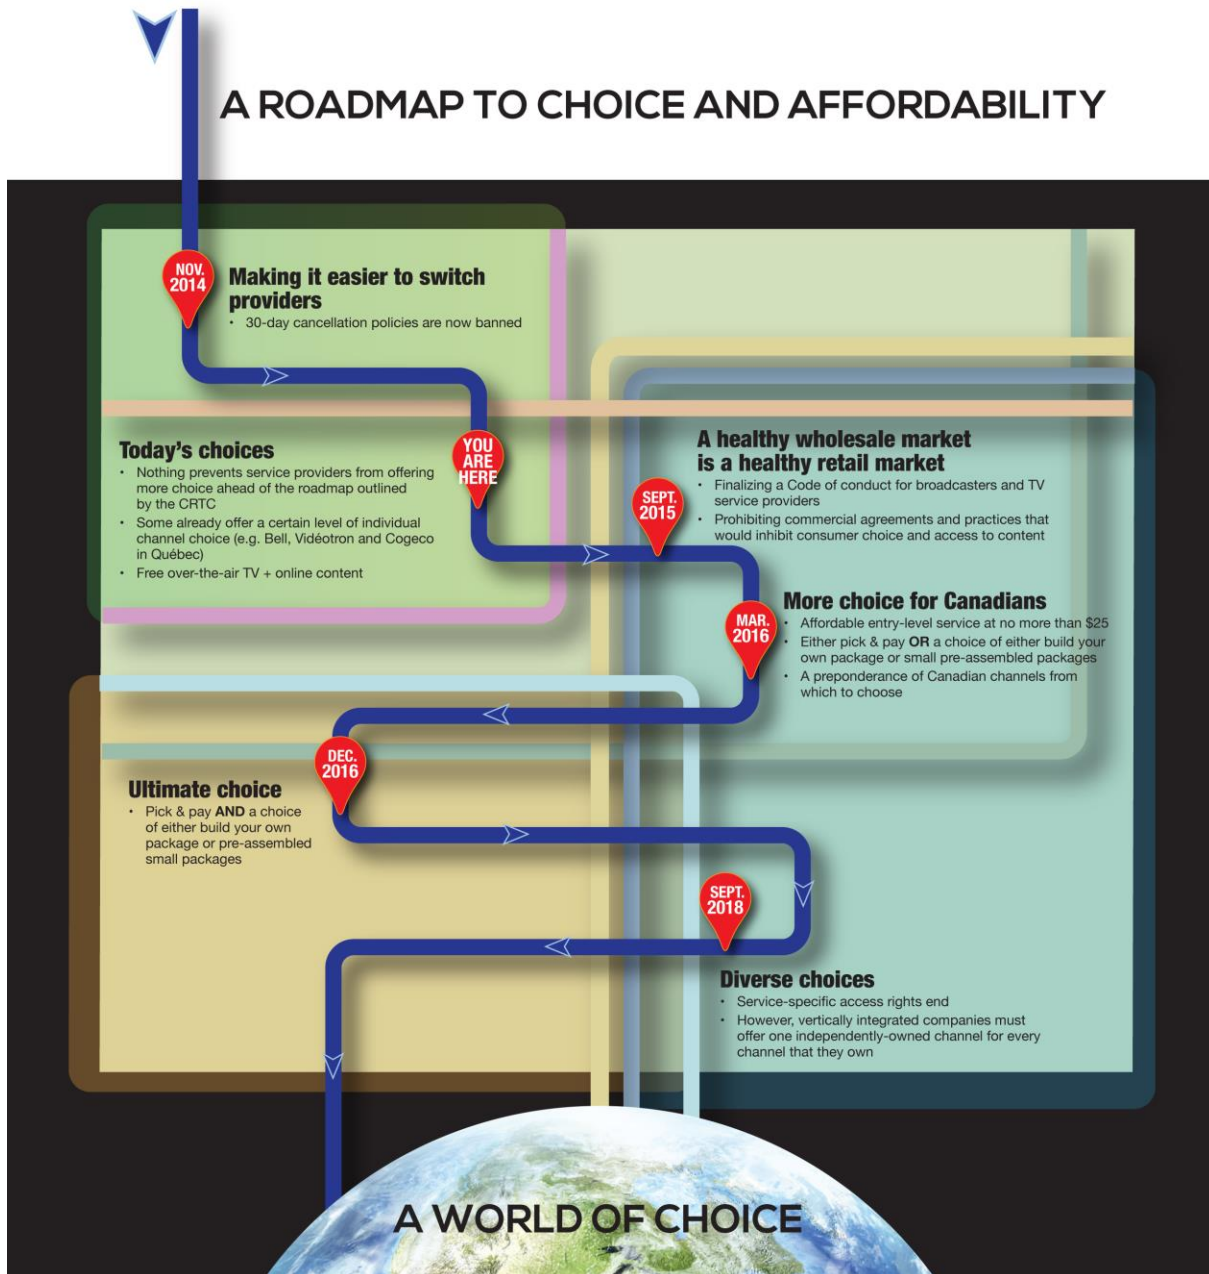 A ROADMAP TO CHOICE AND AFFORDABILITY
NOV.
2014
Making it easier to switch
providers
• 30-day cancellation policies are now banned
Today's choices
• Nothing prevents service providers from offering
more choice ahead of the roadmap outlined
by the CRTC
• Some already offer a certain level of individual
channel choice (e.g. Bell, Vidéotron and Cogeco
in Québec)
• Free over-the-air TV + online content
YOU
ARE
HERE
A healthy wholesale market
is a healthy retail market
• Finalizing a Code of conduct for broadcasters and TV
service providers
• Prohibiting commercial agreements and practices that
would inhibit consumer choice and access to content
SEPT.
2015
More choice for Canadians
• Affordable entry-level service at no more than $25
• Either pick & pay OR a choice of either build your
own package or small pre-assembled packages
• A preponderance of Canadian channels from
which to choose
MAR.
2016
DEC.
2016
Ultimate choice
• Pick & pay AND a choice
of either build your own
package or pre-assembled
small packages
SEPT.
2018
Diverse choices
• Service-specific access rights end
• However, vertically integrated companies must
offer one independently-owned channel for every
channel that they own
A WORLD OF CHOICE